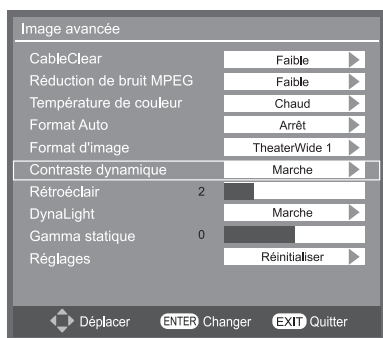 Image avancée
CableClear Faible
Réduction de bruit MPEG Faible
Température de couleur Chaud
Format Auto Arrêt
Format d'image TheaterWide 1
Contraste dynamique Marche
Rétroéclair 2
DynaLight Marche
Gamma statique 0
Réglages Réinitialiser
Déplacer ENTER Changer EXIT Quitter